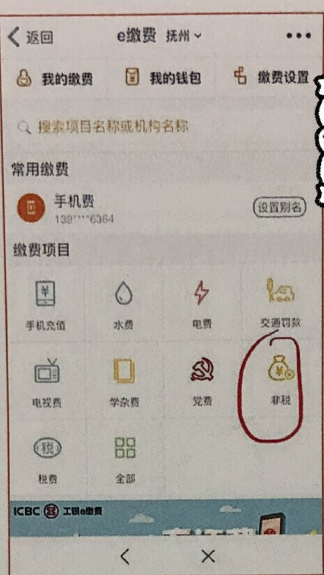 返回
e缴费 抚州
我的缴费 我的钱包 缴费设置
搜索项目名称或机构名称
常用缴费
手机费
139****6364
设置别名
缴费项目
手机充值 水费 电费 交通罚款
电视费 学杂费 党费 非税
税
税费 全部
ICBC 工银e缴费